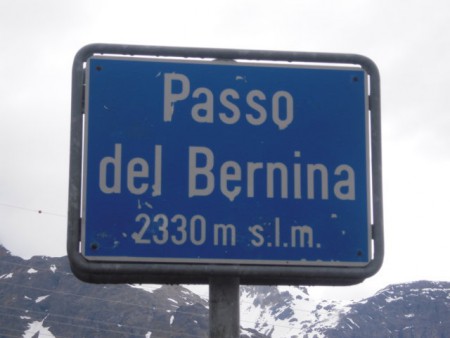 Passo
del Bernina
2330 m s.l.m.